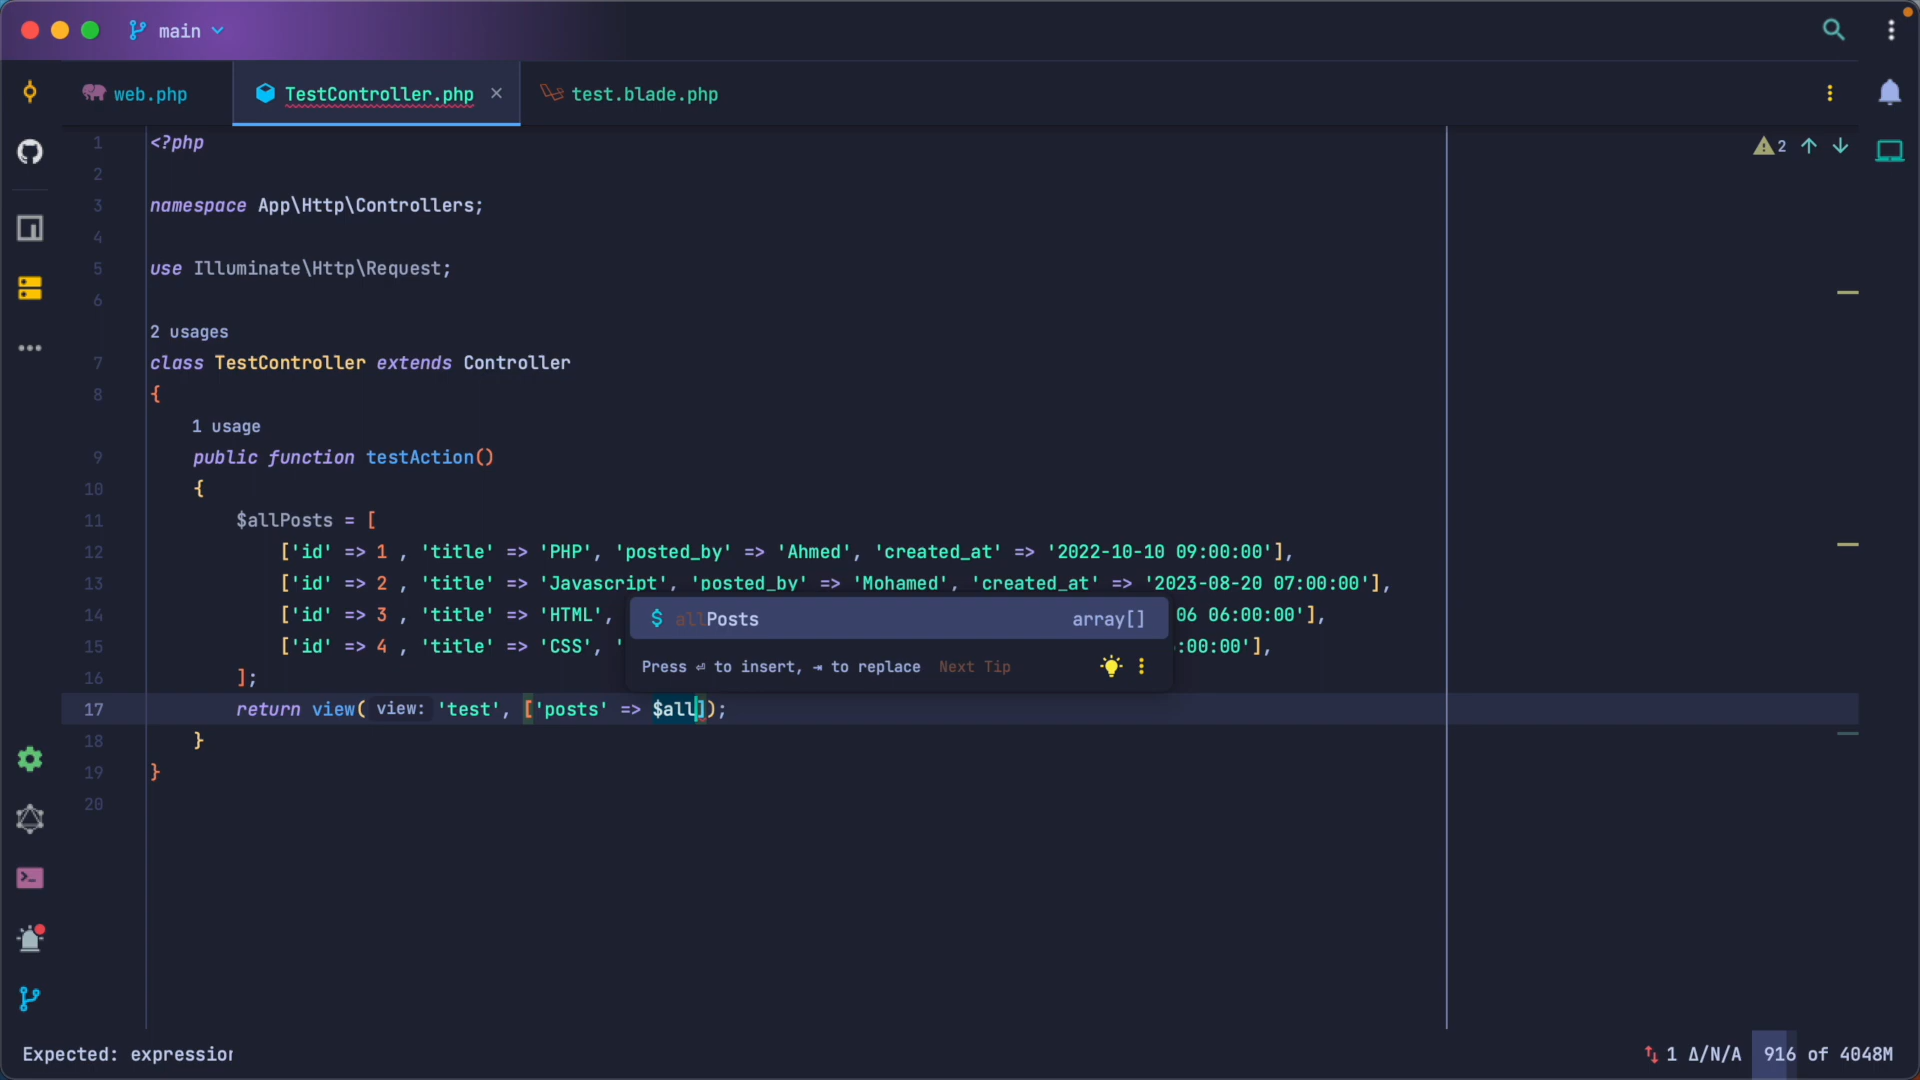 main
web.php
TestController.php
test.blade.php
1 <?php
2
3 namespace App\Http\Controllers;
4
5 use Illuminate\Http\Request;
6
2 usages
7 class TestController extends Controller
8 {
1 usage
9 public function testAction()
10 {
11 $allPosts = [
12 ['id' => 1 , 'title' => 'PHP', 'posted_by' => 'Ahmed', 'created_at' => '2022-10-10 09:00:00'],
13 ['id' => 2 , 'title' => 'Javascript', 'posted_by' => 'Mohamed', 'created_at' => '2023-08-20 07:00:00'],
14 ['id' => 3 , 'title' => 'HTML', 06 06:00:00'],
$ allPosts array[]
15 ['id' => 4 , 'title' => 'CSS', ' :00:00'],
Press ⏎ to insert, ⇥ to replace Next Tip
16 ];
17 return view( view: 'test', ['posts' => $all]);
18 }
19 }
20
2
Expected: expression
1 Δ/N/A
916 of 4048M